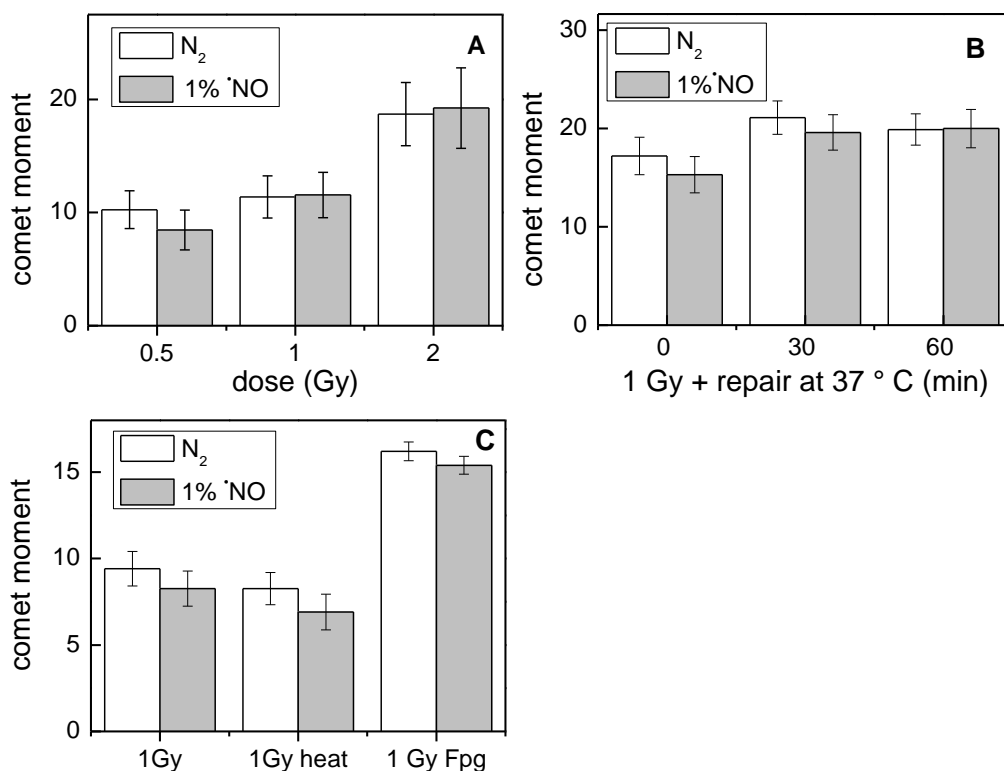 A
N₂
1% ˙NO
20
10
0
comet moment
0.5 1 2
dose (Gy)
B
N₂
1%˙NO
30
20
10
0
comet moment
0 30 60
1 Gy + repair at 37 ° C (min)
C
N₂
1% ˙NO
15
10
5
0
comet moment
1Gy 1Gy heat 1 Gy Fpg